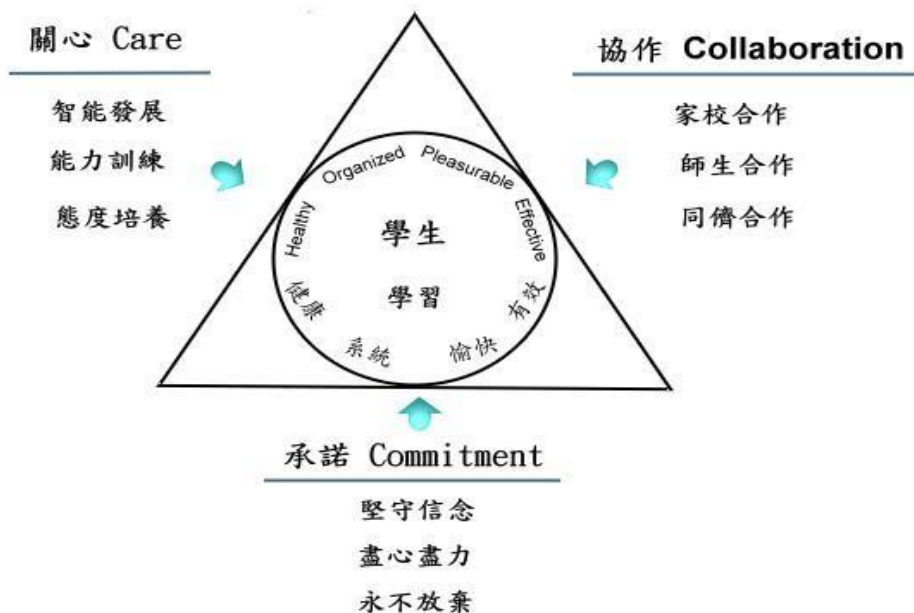 關心 Care
智能發展
能力訓練
態度培養
協作 Collaboration
家校合作
師生合作
同儕合作
Healthy Organized Pleasurable Effective
學生
學習
健康 系統 愉快 有效
承諾 Commitment
堅守信念
盡心盡力
永不放棄